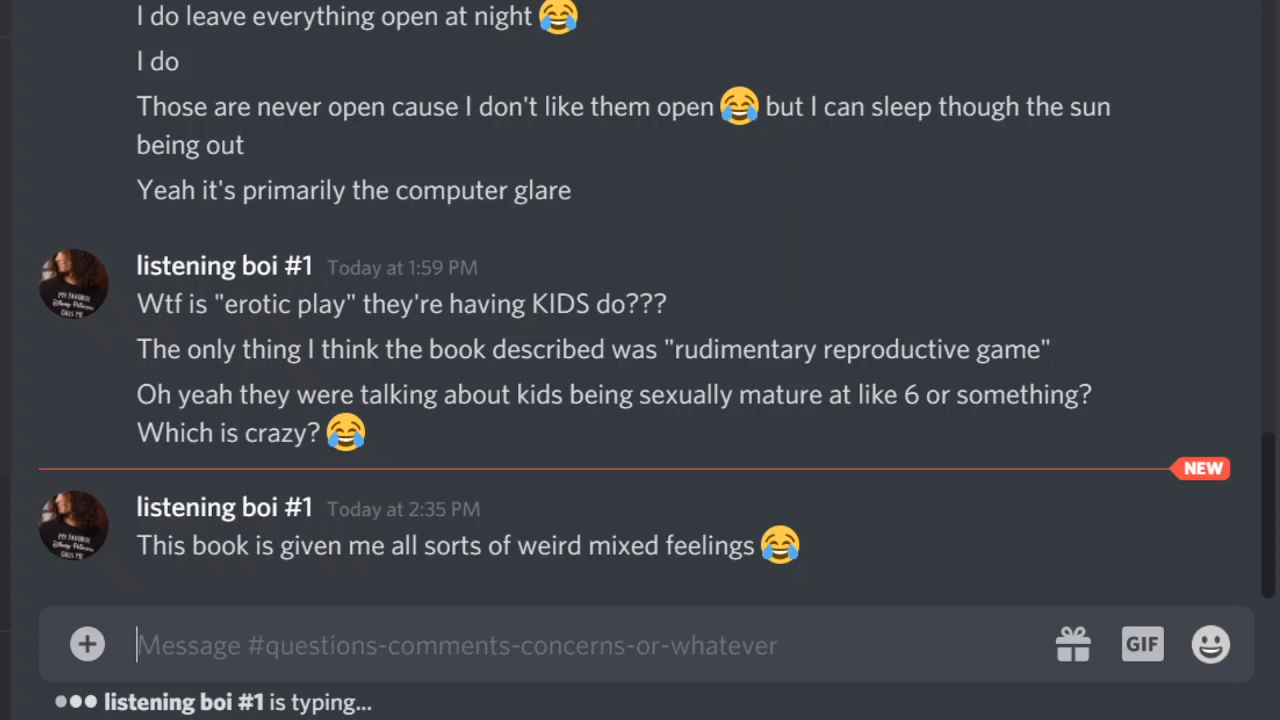 I do leave everything open at night 😂
I do
Those are never open cause I don't like them open 😂 but I can sleep though the sun
being out
Yeah it's primarily the computer glare
listening boi #1 Today at 1:59 PM
Wtf is "erotic play" they're having KIDS do???
The only thing I think the book described was "rudimentary reproductive game"
Oh yeah they were talking about kids being sexually mature at like 6 or something?
Which is crazy? 😂
NEW
listening boi #1 Today at 2:35 PM
This book is given me all sorts of weird mixed feelings 😂
Message #questions-comments-concerns-or-whatever
GIF
listening boi #1 is typing...